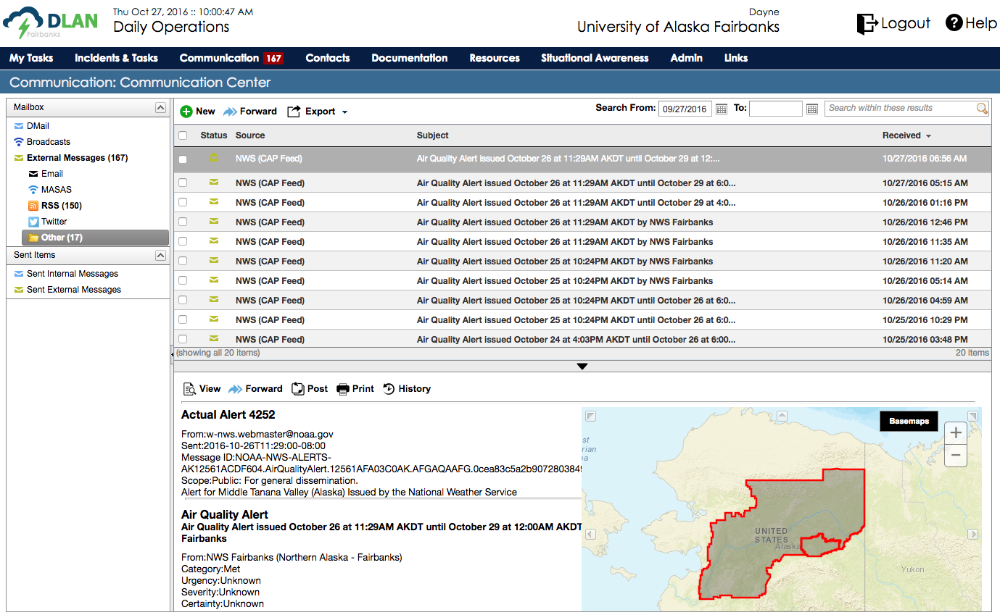 DLAN
Fairbanks
Thu Oct 27, 2016 :: 10:00:47 AM
Daily Operations
Dayne
University of Alaska Fairbanks
Logout
? Help
My Tasks Incidents & Tasks Communication 167 Contacts Documentation Resources Situational Awareness Admin Links
Communication: Communication Center
Mailbox
DMail
Broadcasts
External Messages (167)
Email
MASAS
RSS (150)
Twitter
Other (17)
Sent Items
Sent Internal Messages
Sent External Messages
New Forward Export Search From: 09/27/2016 To: Search within these results
Status Source Subject Received
NWS (CAP Feed) Air Quality Alert issued October 26 at 11:29AM AKDT until October 29 at 12:... 10/27/2016 06:56 AM
NWS (CAP Feed) Air Quality Alert issued October 26 at 11:29AM AKDT until October 29 at 6:0... 10/27/2016 05:15 AM
NWS (CAP Feed) Air Quality Alert issued October 26 at 11:29AM AKDT until October 29 at 4:0... 10/26/2016 01:16 PM
NWS (CAP Feed) Air Quality Alert issued October 26 at 11:29AM AKDT by NWS Fairbanks 10/26/2016 12:46 PM
NWS (CAP Feed) Air Quality Alert issued October 26 at 11:29AM AKDT by NWS Fairbanks 10/26/2016 11:35 AM
NWS (CAP Feed) Air Quality Alert issued October 25 at 10:24PM AKDT by NWS Fairbanks 10/26/2016 11:20 AM
NWS (CAP Feed) Air Quality Alert issued October 25 at 10:24PM AKDT by NWS Fairbanks 10/26/2016 05:14 AM
NWS (CAP Feed) Air Quality Alert issued October 25 at 10:24PM AKDT until October 26 at 6:0... 10/26/2016 04:59 AM
NWS (CAP Feed) Air Quality Alert issued October 25 at 10:24PM AKDT until October 26 at 6:0... 10/25/2016 10:29 PM
NWS (CAP Feed) Air Quality Alert issued October 24 at 4:03PM AKDT until October 26 at 6:00... 10/25/2016 03:48 PM
(showing all 20 items) 20 items
View Forward Post Print History
Actual Alert 4252
From:w-nws.webmaster@noaa.gov
Sent:2016-10-26T11:29:00-08:00
Message ID:NOAA-NWS-ALERTS-
AK12561ACDF604.AirQualityAlert.12561AFA03C0AK.AFGAQAAFG.0cea83c5a2b907280384
Scope:Public: For general dissemination.
Alert for Middle Tanana Valley (Alaska) Issued by the National Weather Service
Air Quality Alert
Air Quality Alert issued October 26 at 11:29AM AKDT until October 29 at 12:00AM AKDT
Fairbanks
From:NWS Fairbanks (Northern Alaska - Fairbanks)
Category:Met
Urgency:Unknown
Severity:Unknown
Certainty:Unknown
Basemaps
+
−
st
rian
ea
UNITED
STATES
Alaska
Yukon